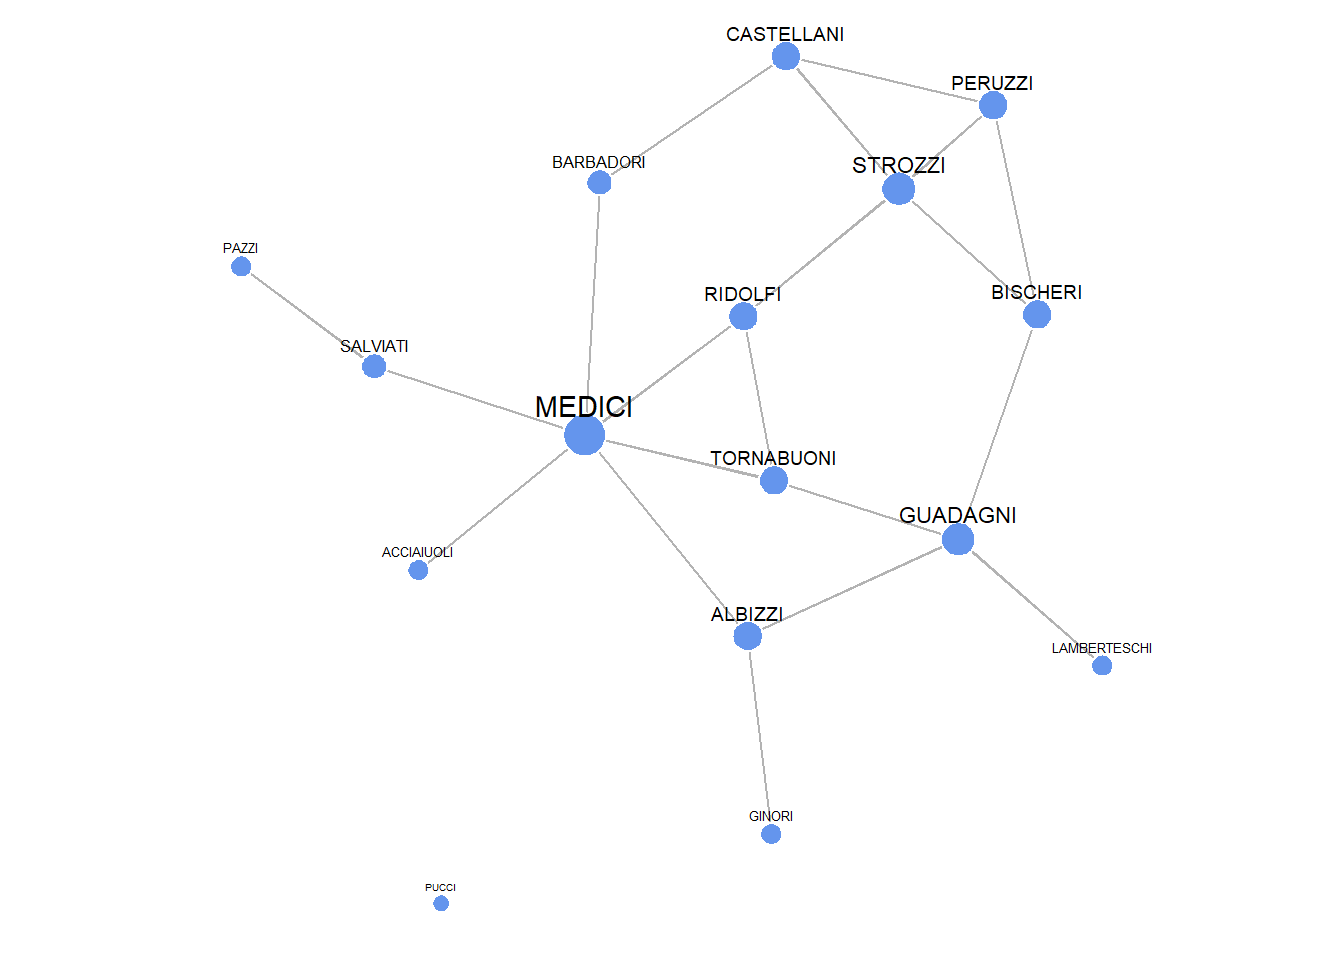 CASTELLANI
PERUZZI
BARBADORI
STROZZI
PAZZI
RIDOLFI
BISCHERI
SALVIATI
MEDICI
TORNABUONI
GUADAGNI
ACCIAIUOLI
ALBIZZI
LAMBERTESCHI
GINORI
PUCCI